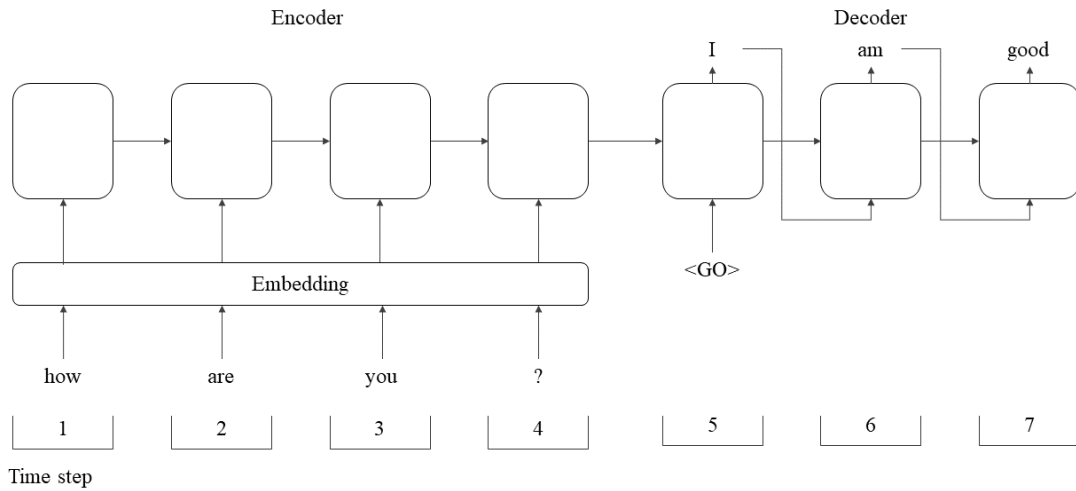 Encoder Decoder
I am good
<GO>
Embedding
how are you ?
1 2 3 4 5 6 7
Time step